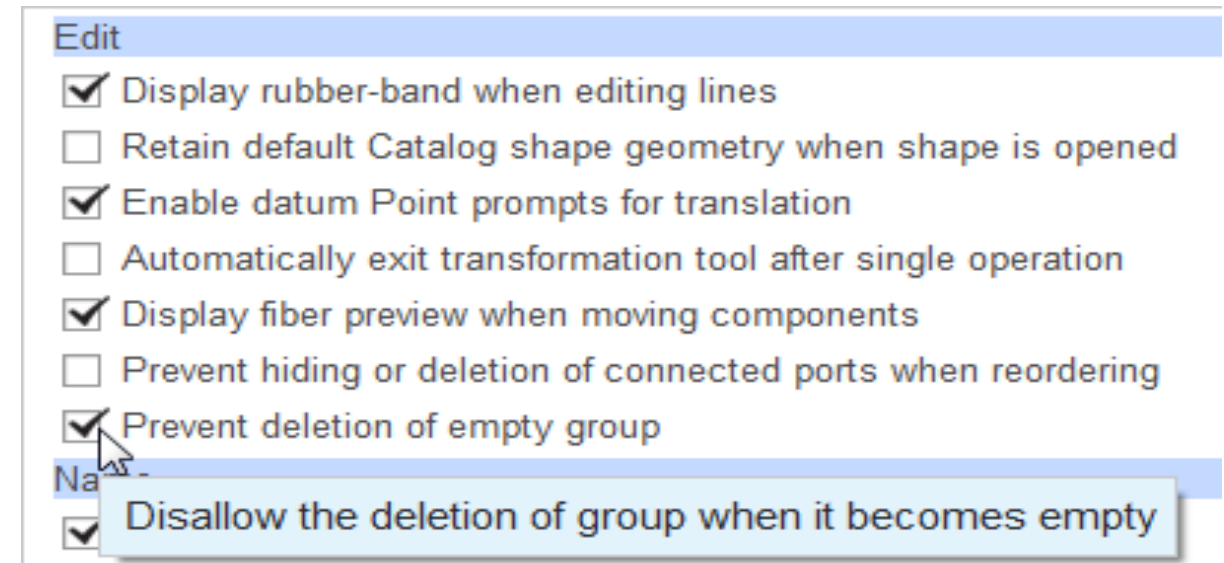 Edit
Display rubber-band when editing lines
Retain default Catalog shape geometry when shape is opened
Enable datum Point prompts for translation
Automatically exit transformation tool after single operation
Display fiber preview when moving components
Prevent hiding or deletion of connected ports when reordering
Prevent deletion of empty group
Disallow the deletion of group when it becomes empty